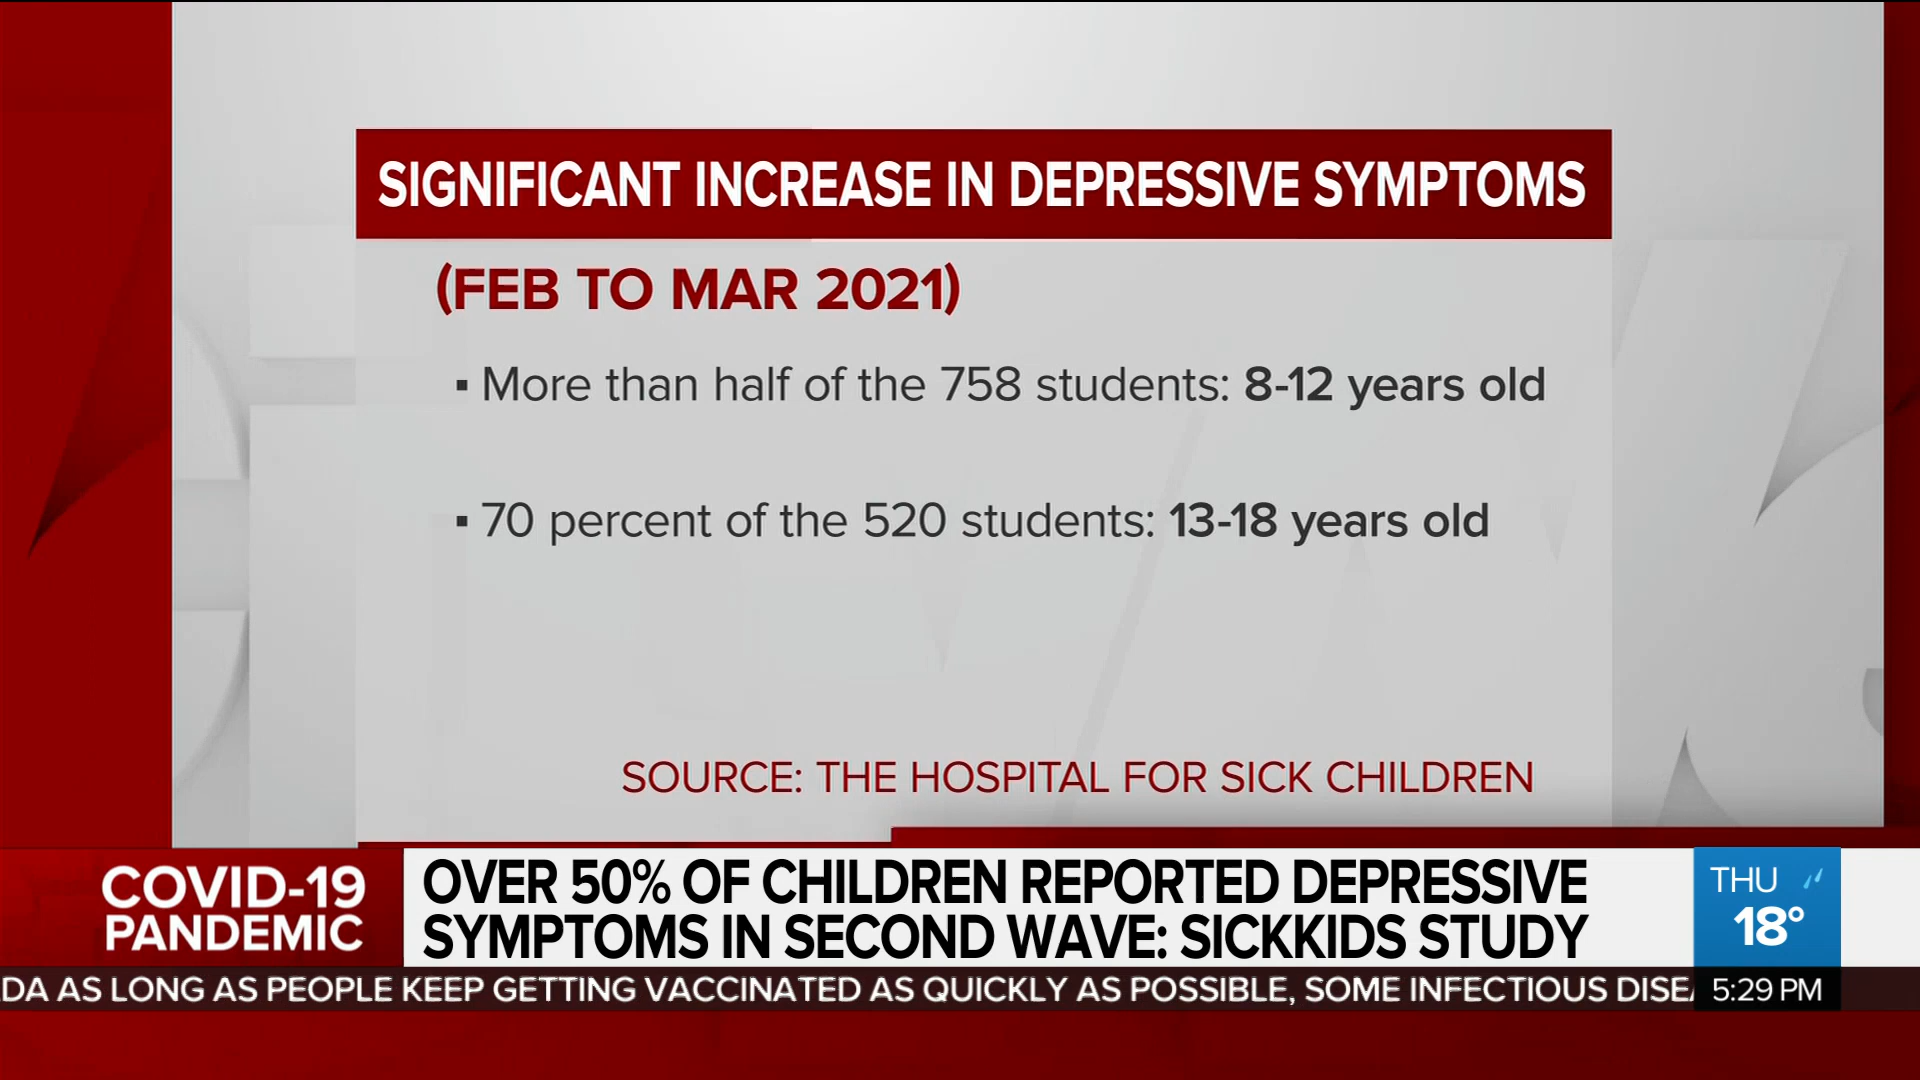 SIGNIFICANT INCREASE IN DEPRESSIVE SYMPTOMS
(FEB TO MAR 2021)
▪ More than half of the 758 students: 8-12 years old
▪ 70 percent of the 520 students: 13-18 years old
SOURCE: THE HOSPITAL FOR SICK CHILDREN
COVID-19
PANDEMIC
OVER 50% OF CHILDREN REPORTED DEPRESSIVE
SYMPTOMS IN SECOND WAVE: SICKKIDS STUDY
THU
18°
DA AS LONG AS PEOPLE KEEP GETTING VACCINATED AS QUICKLY AS POSSIBLE, SOME INFECTIOUS DISEA
5:29 PM